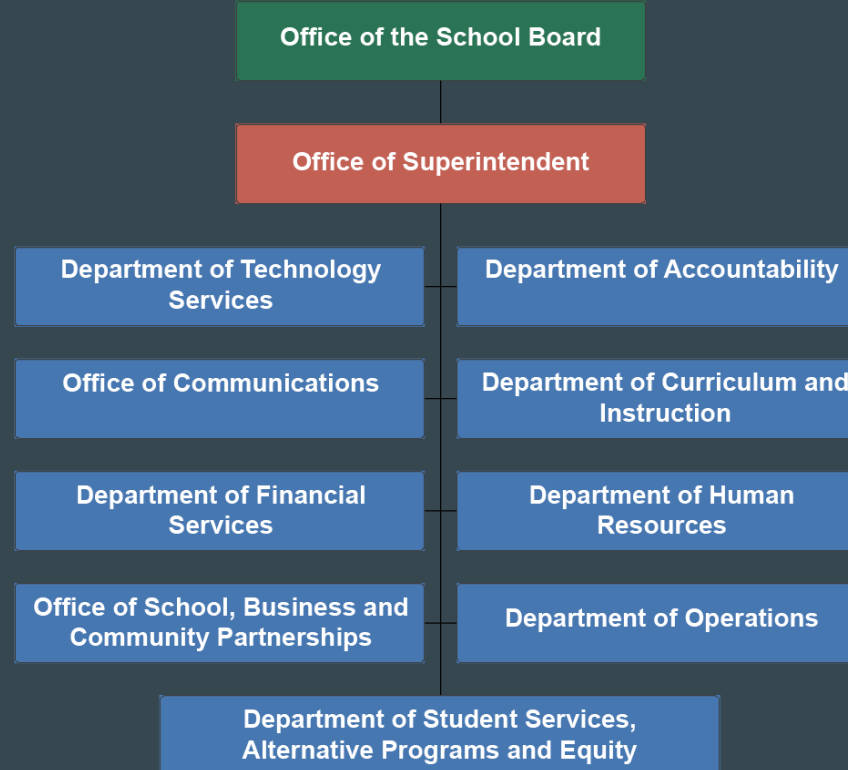 Office of the School Board
Office of Superintendent
Department of Technology
Services
Department of Accountability
Office of Communications
Department of Curriculum and
Instruction
Department of Financial
Services
Department of Human
Resources
Office of School, Business and
Community Partnerships
Department of Operations
Department of Student Services,
Alternative Programs and Equity